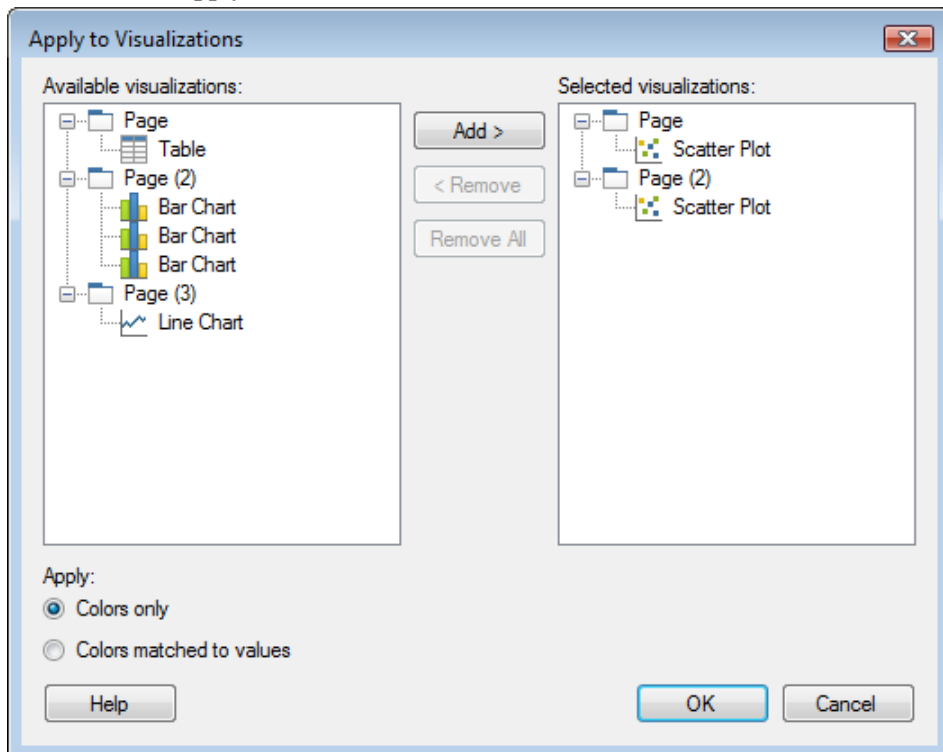 Apply to Visualizations
Available visualizations:
Page
Table
Page (2)
Bar Chart
Bar Chart
Bar Chart
Page (3)
Line Chart
Add >
< Remove
Remove All
Selected visualizations:
Page
Scatter Plot
Page (2)
Scatter Plot
Apply:
Colors only
Colors matched to values
Help
OK
Cancel